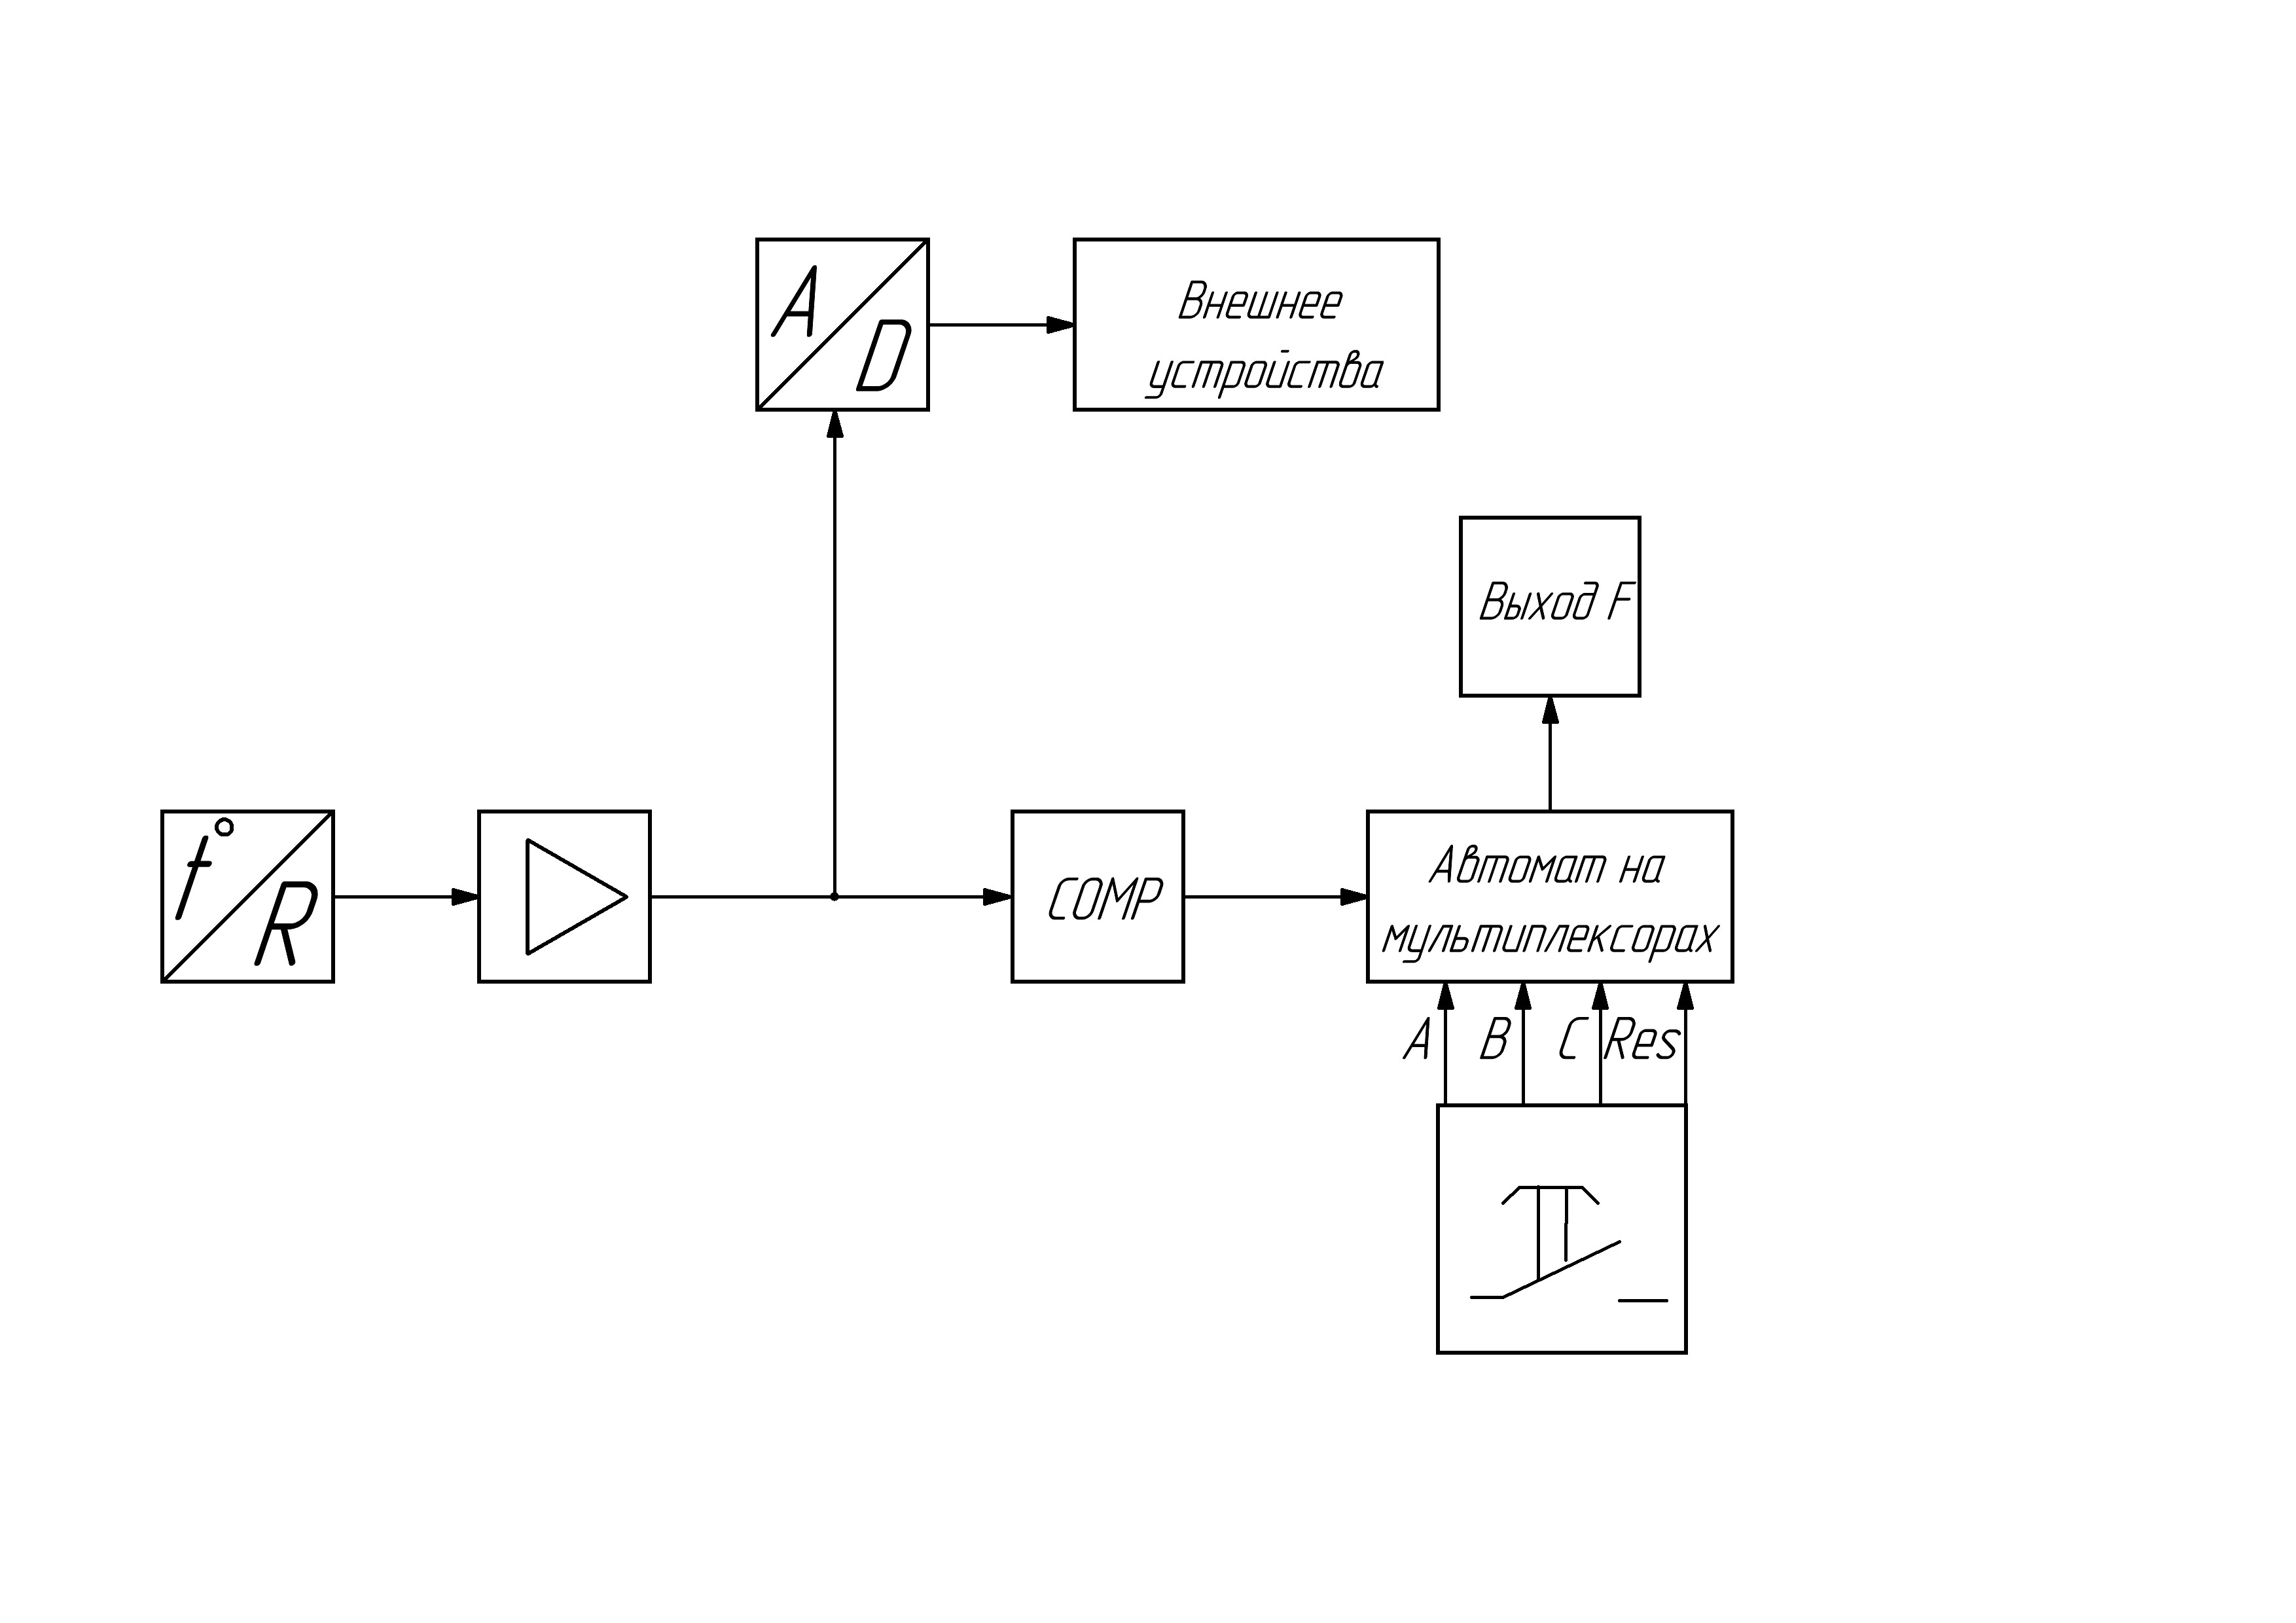 A
D
Внешнее
устройства
Выход F
t°
R
COMP
Автомат на
мультиплексорах
A
B
C
Res